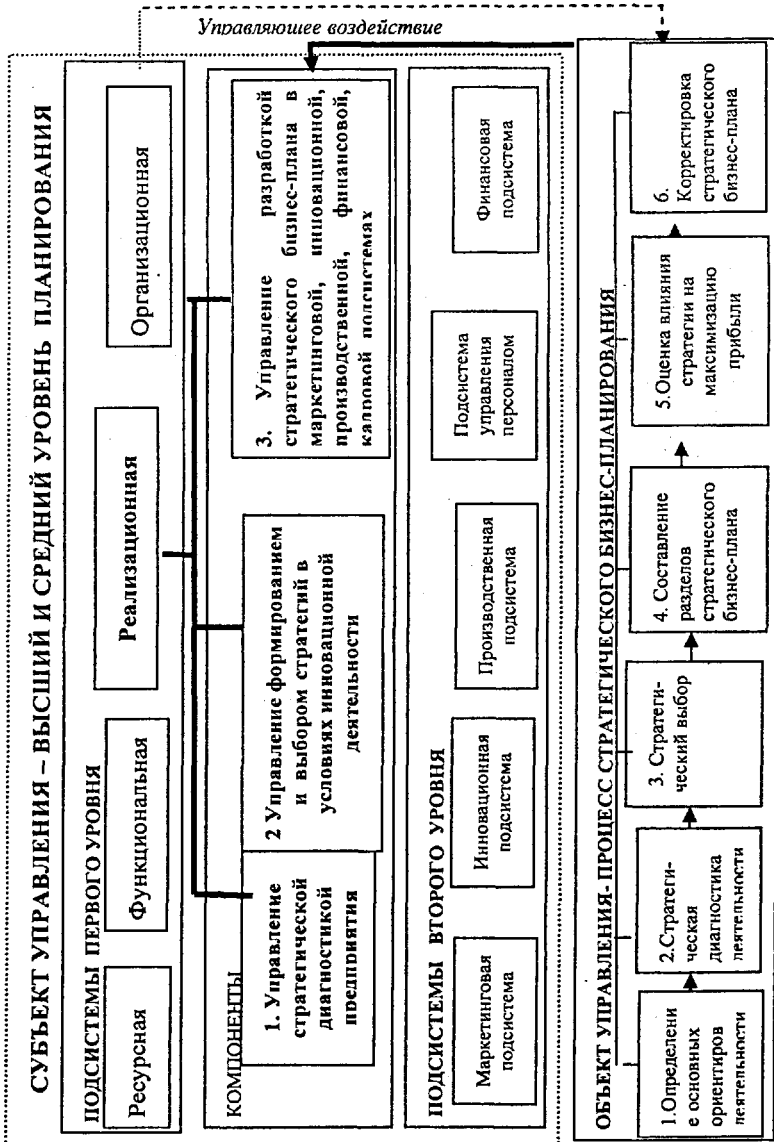 СУБЪЕКТ УПРАВЛЕНИЯ – ВЫСШИЙ И СРЕДНИЙ УРОВЕНЬ ПЛАНИРОВАНИЯ
ПОДСИСТЕМЫ ПЕРВОГО УРОВНЯ
Ресурсная
Функциональная
Реализационная
Организационная
КОМПОНЕНТЫ
1. Управление
стратегической
диагностикой
предприятия
2 Управление формированием
и выбором стратегий в
условиях инновационной
деятельности
3. Управление разработкой
стратегического бизнес-плана в
маркетинговой, инновационной,
производственной, финансовой,
кадровой подсистемах
ПОДСИСТЕМЫ ВТОРОГО УРОВНЯ
Маркетинговая
подсистема
Инновационная
подсистема
Производственная
подсистема
Подсистема
управления
персоналом
Финансовая
подсистема
Управляющее воздействие
ОБЪЕКТ УПРАВЛЕНИЯ- ПРОЦЕСС СТРАТЕГИЧЕСКОГО БИЗНЕС-ПЛАНИРОВАНИЯ
1.Определени
е основных
ориентиров
деятельности
2.Стратеги-
ческая
диагностика
деятельности
3. Стратеги-
ческий выбор
4. Составление
разделов
стратегического
бизнес-плана
5.Оценка влияния
стратегии на
максимизацию
прибыли
6.
Корректировка
стратегического
бизнес-плана